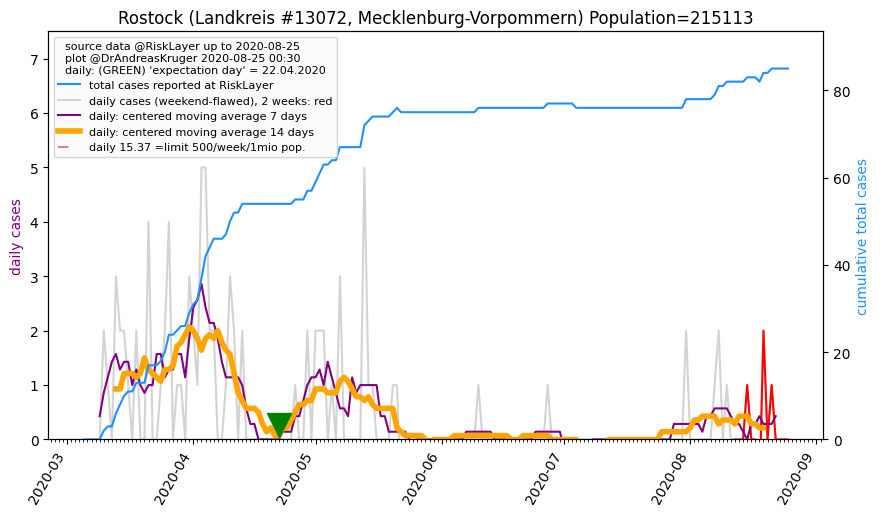 Rostock (Landkreis #13072, Mecklenburg-Vorpommern) Population=215113
source data @RiskLayer up to 2020-08-25
plot @DrAndreasKruger 2020-08-25 00:30
daily: (GREEN) 'expectation day' = 22.04.2020
total cases reported at RiskLayer
daily cases (weekend-flawed), 2 weeks: red
daily: centered moving average 7 days
daily: centered moving average 14 days
daily 15.37 =limit 500/week/1mio pop.
daily cases
7
6
5
4
3
2
1
0
80
60
40
20
0
cumulative total cases
2020-03
2020-04
2020-05
2020-06
2020-07
2020-08
2020-09